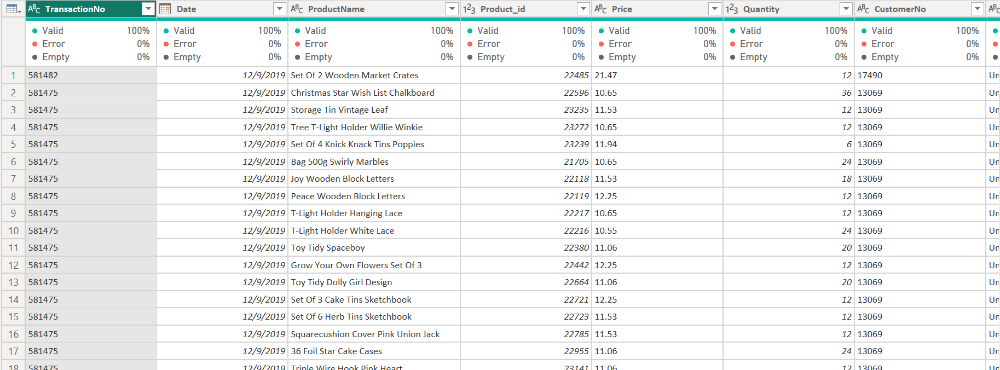 ABC TransactionNo Date ABC ProductName 123 Product_id ABC Price 123 Quantity ABC CustomerNo ABC
Valid 100% Valid 100% Valid 100% Valid 100% Valid 100% Valid 100% Valid 100%
Error 0% Error 0% Error 0% Error 0% Error 0% Error 0% Error 0%
Empty 0% Empty 0% Empty 0% Empty 0% Empty 0% Empty 0% Empty 0%
1 581482 12/9/2019 Set Of 2 Wooden Market Crates 22485 21.47 12 17490 Un
2 581475 12/9/2019 Christmas Star Wish List Chalkboard 22596 10.65 36 13069 Un
3 581475 12/9/2019 Storage Tin Vintage Leaf 23235 11.53 12 13069 Un
4 581475 12/9/2019 Tree T-Light Holder Willie Winkie 23272 10.65 12 13069 Un
5 581475 12/9/2019 Set Of 4 Knick Knack Tins Poppies 23239 11.94 6 13069 Un
6 581475 12/9/2019 Bag 500g Swirly Marbles 21705 10.65 24 13069 Un
7 581475 12/9/2019 Joy Wooden Block Letters 22118 11.53 18 13069 Un
8 581475 12/9/2019 Peace Wooden Block Letters 22119 12.25 12 13069 Un
9 581475 12/9/2019 T-Light Holder Hanging Lace 22217 10.65 12 13069 Un
10 581475 12/9/2019 T-Light Holder White Lace 22216 10.55 24 13069 Un
11 581475 12/9/2019 Toy Tidy Spaceboy 22380 11.06 20 13069 Un
12 581475 12/9/2019 Grow Your Own Flowers Set Of 3 22442 12.25 12 13069 Un
13 581475 12/9/2019 Toy Tidy Dolly Girl Design 22664 11.06 20 13069 Un
14 581475 12/9/2019 Set Of 3 Cake Tins Sketchbook 22721 12.25 12 13069 Un
15 581475 12/9/2019 Set Of 6 Herb Tins Sketchbook 22723 11.53 12 13069 Un
16 581475 12/9/2019 Squarecushion Cover Pink Union Jack 22785 11.53 12 13069 Un
17 581475 12/9/2019 36 Foil Star Cake Cases 22955 11.06 24 13069 Un
18 581475 12/9/2019 Triple Wire Hook Pink Heart 23141 11.06 12 13069 Un